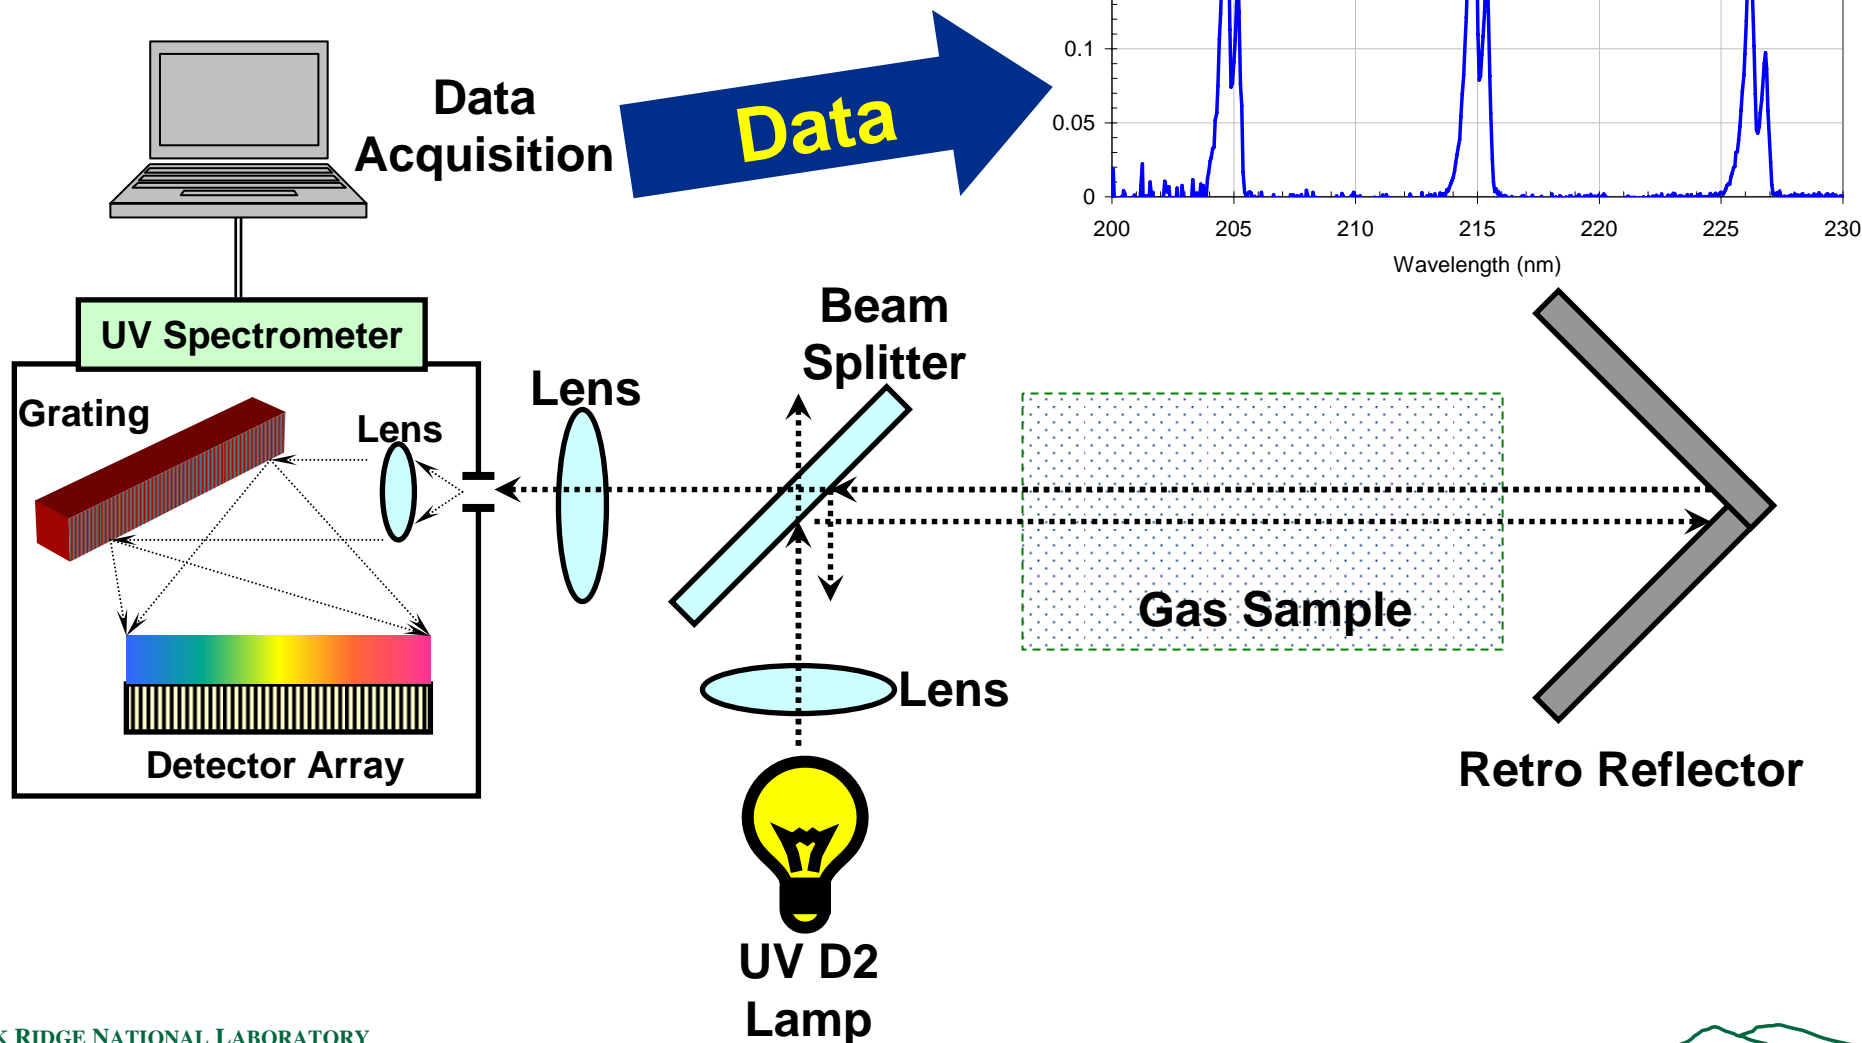 Data
Acquisition
Data
0.1
0.05
0
200 205 210 215 220 225 230
Wavelength (nm)
UV Spectrometer
Beam
Splitter
Lens
Grating
Lens
Gas Sample
Lens
Detector Array
Retro Reflector
UV D2
Lamp
K RIDGE NATIONAL LABORATORY